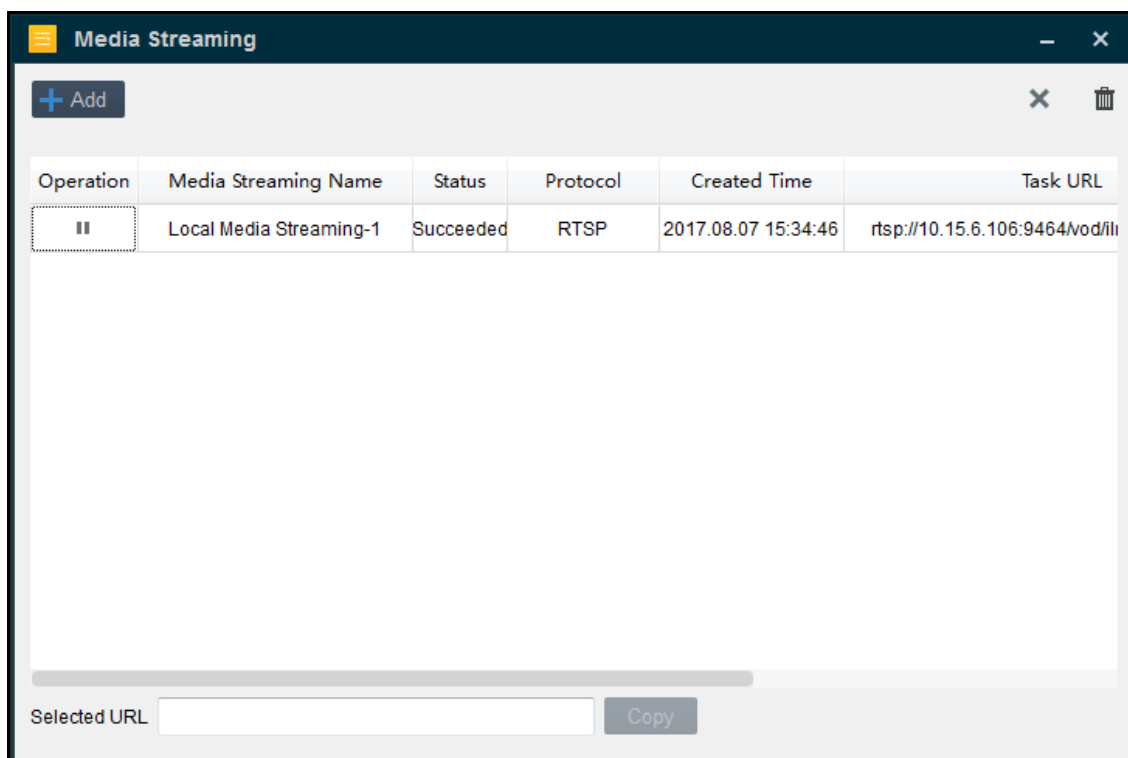 Media Streaming
Add
Operation Media Streaming Name Status Protocol Created Time Task URL
Local Media Streaming-1 Succeeded RTSP 2017.08.07 15:34:46 rtsp://10.15.6.106:9464/vod/
Selected URL Copy